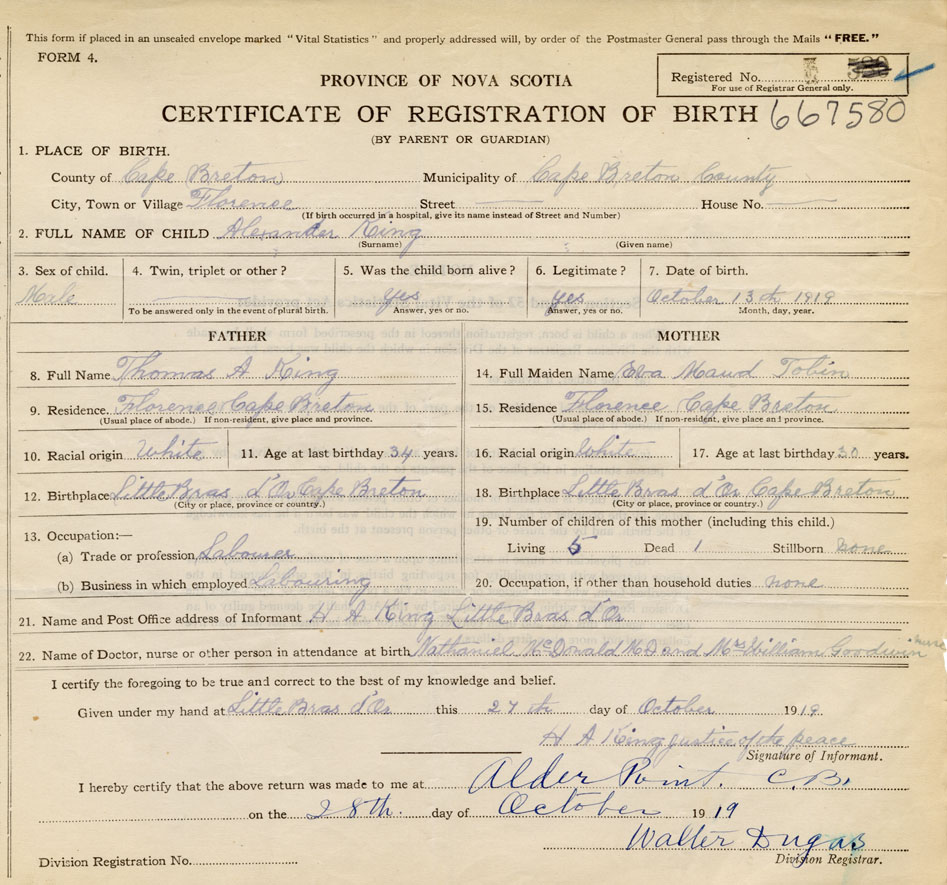 This form if placed in an unsealed envelope marked "Vital Statistics" and properly addressed will, by order of the Postmaster General pass through the Mails "FREE."
FORM 4.
Registered No.
For use of Registrar General only.
PROVINCE OF NOVA SCOTIA
CERTIFICATE OF REGISTRATION OF BIRTH 667580
(BY PARENT OR GUARDIAN)
1. PLACE OF BIRTH.
County of Cape Breton Municipality of Cape Breton County
City, Town or Village Florence Street House No.
(If birth occurred in a hospital, give its name instead of Street and Number)
2. FULL NAME OF CHILD Alexander King
(Surname) (Given name)
3. Sex of child. 4. Twin, triplet or other? 5. Was the child born alive? 6. Legitimate? 7. Date of birth.
Male yes yes October 13th 1919
To be answered only in the event of plural birth. Answer, yes or no. Answer, yes or no. Month, day, year.
FATHER MOTHER
8. Full Name Thomas A King 14. Full Maiden Name Eva Maud Tobin
9. Residence. Florence Cape Breton 15. Residence Florence Cape Breton
(Usual place of abode.) If non-resident, give place and province. (Usual place of abode.) If non-resident, give place and province.
10. Racial origin White 11. Age at last birthday 34 years. 16. Racial origin White 17. Age at last birthday 30 years.
12. Birthplace Little Bras d'Or Cape Breton 18. Birthplace Little Bras d'Or Cape Breton
(City or place, province or country.) (City or place, province or country.)
13. Occupation:— 19. Number of children of this mother (including this child.)
(a) Trade or profession Labourer Living 5 Dead 1 Stillborn none
(b) Business in which employed Labouring 20. Occupation, if other than household duties none
21. Name and Post Office address of Informant H A King Little Bras d'Or
22. Name of Doctor, nurse or other person in attendance at birth Nathaniel McDonald MD and Mrs William Goodwin nurse
I certify the foregoing to be true and correct to the best of my knowledge and belief.
Given under my hand at Little Bras d'Or this 27th day of October 1919.
H A King justice of the peace
Signature of Informant.
I hereby certify that the above return was made to me at Alder Point. C.B.
on the 28th. day of October 1919
Walter Dugas
Division Registrar.
Division Registration No.